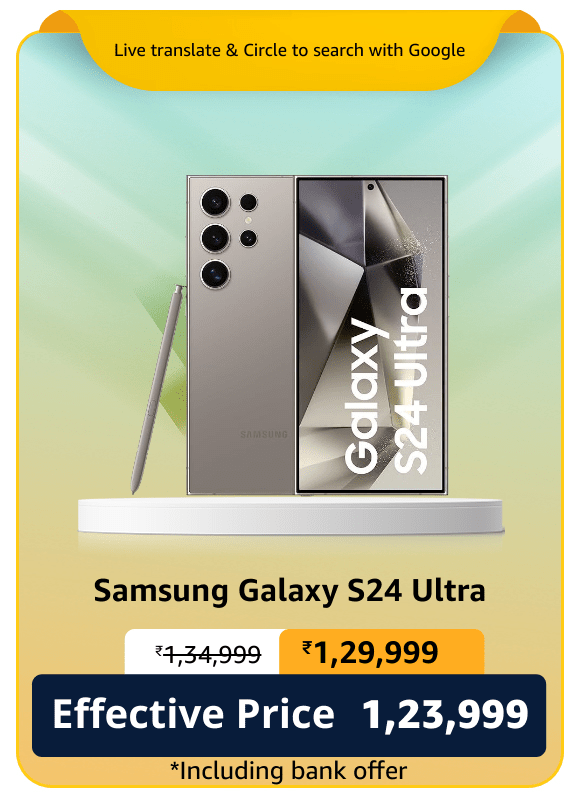 Live translate & Circle to search with Google
SAMSUNG
Galaxy
S24 Ultra
Samsung Galaxy S24 Ultra
₹1,34,999 ₹1,29,999
Effective Price 1,23,999
*Including bank offer